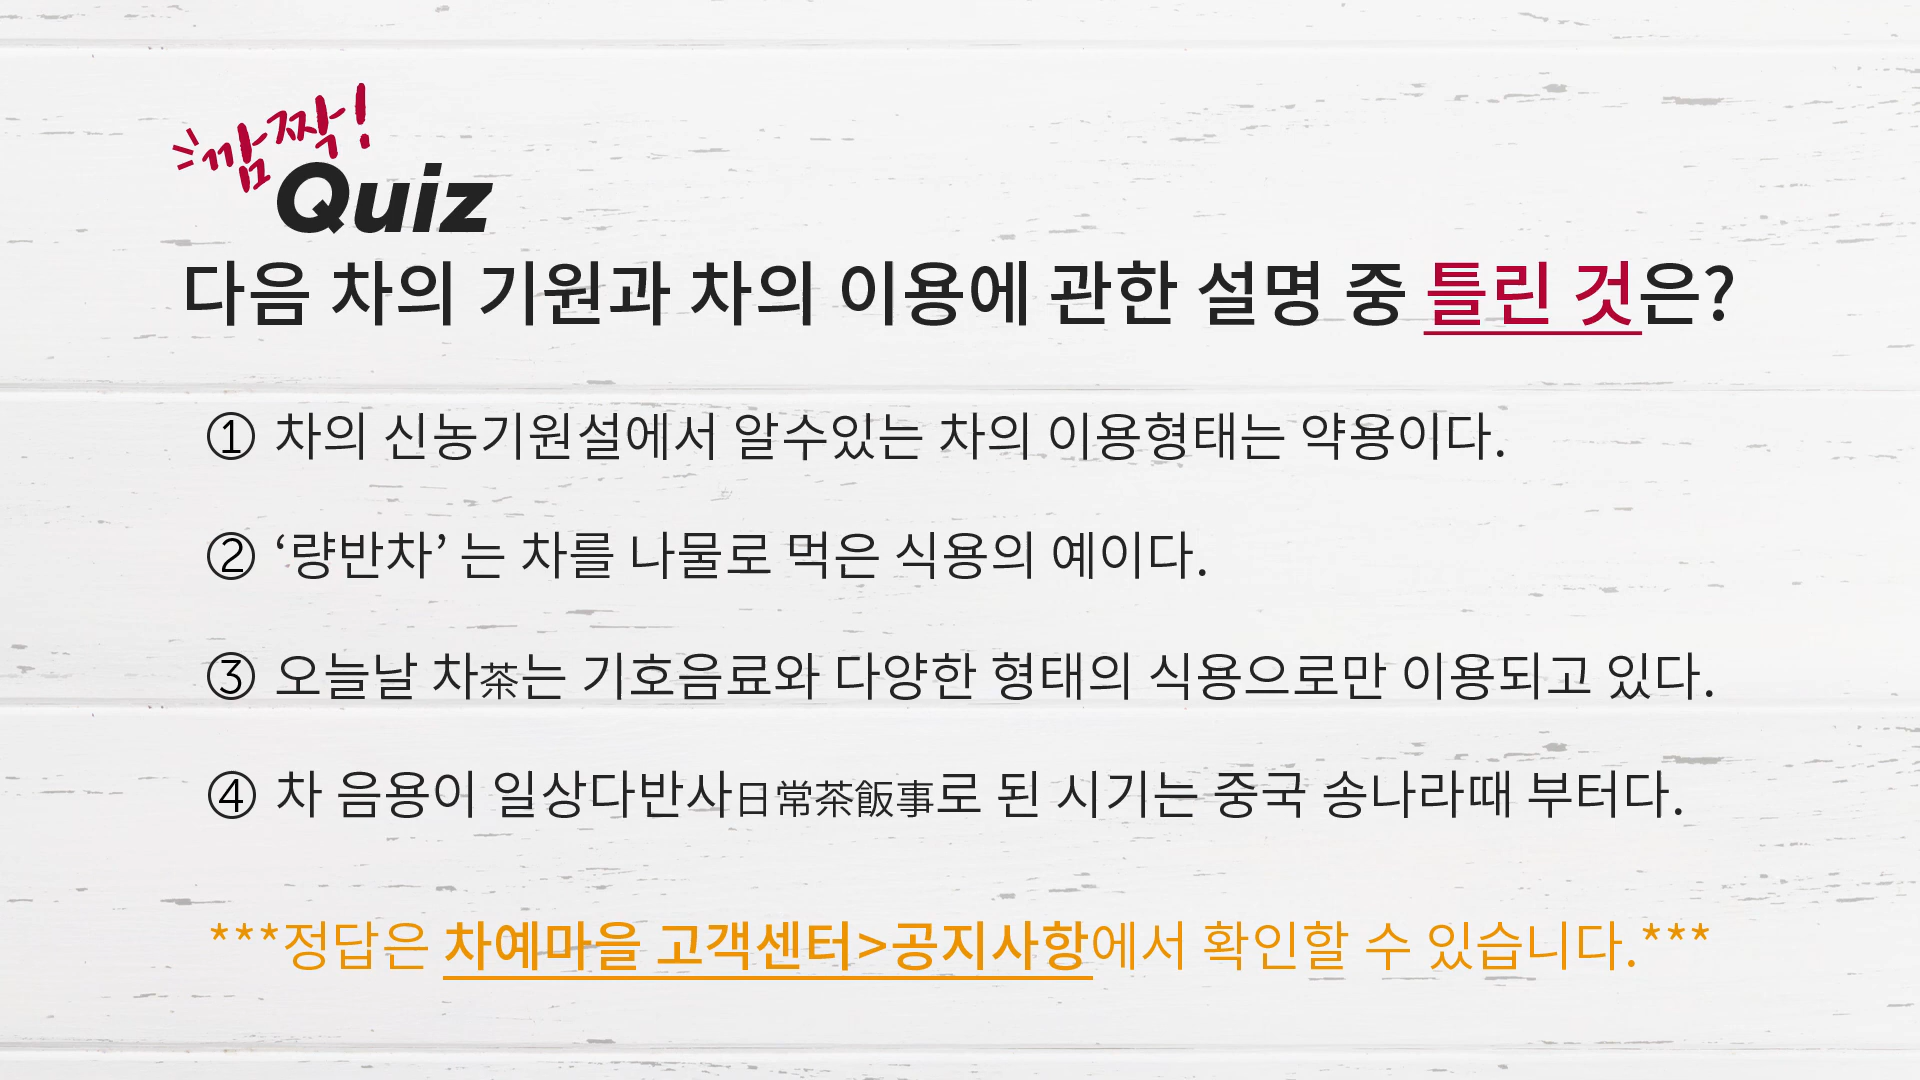 깜짝!
Quiz
다음 차의 기원과 차의 이용에 관한 설명 중 틀린 것은?
① 차의 신농기원설에서 알수있는 차의 이용형태는 약용이다.
② ‘량반차’ 는 차를 나물로 먹은 식용의 예이다.
③ 오늘날 차茶는 기호음료와 다양한 형태의 식용으로만 이용되고 있다.
④ 차 음용이 일상다반사日常茶飯事로 된 시기는 중국 송나라때 부터다.
***정답은 차예마을 고객센터>공지사항에서 확인할 수 있습니다.***